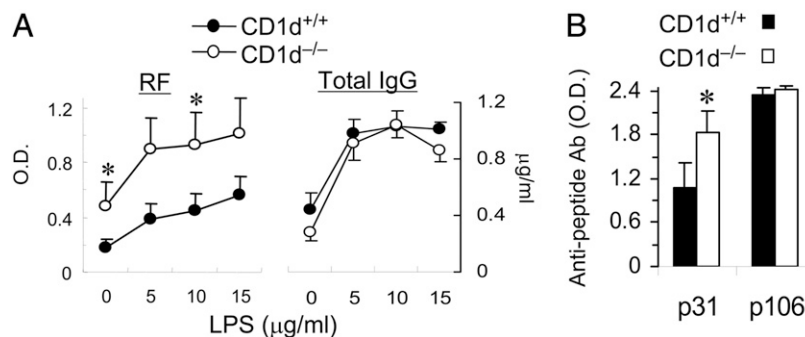 A
CD1d+/+
CD1d–/–
RF
Total IgG
*
*
O.D.
1.2
0.8
0.4
0
1.2
0.8
0.4
0
μg/ml
0 5 10 15
0 5 10 15
LPS (μg/ml)
B
CD1d+/+
CD1d–/–
Anti-peptide Ab (O.D.)
2.4
1.8
1.2
0.6
0
*
p31 p106